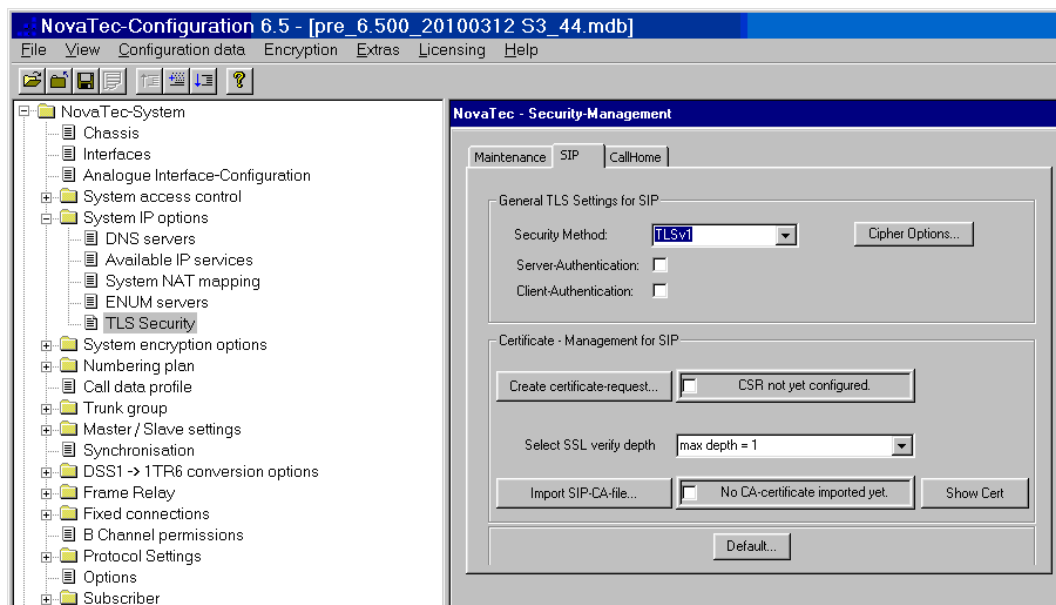 NovaTec-Configuration 6.5 - [pre_6.500_20100312 S3_44.mdb]
File View Configuration data Encryption Extras Licensing Help
NovaTec-System
Chassis
Interfaces
Analogue Interface-Configuration
System access control
System IP options
DNS servers
Available IP services
System NAT mapping
ENUM servers
TLS Security
System encryption options
Numbering plan
Call data profile
Trunk group
Master / Slave settings
Synchronisation
DSS1 -> 1TR6 conversion options
Frame Relay
Fixed connections
B Channel permissions
Protocol Settings
Options
Subscriber
NovaTec - Security-Management
Maintenance SIP CallHome
General TLS Settings for SIP
Security Method: TLSv1 Cipher Options...
Server-Authentication:
Client-Authentication:
Certificate - Management for SIP
Create certificate-request... CSR not yet configured.
Select SSL verify depth max depth = 1
Import SIP-CA-file... No CA-certificate imported yet. Show Cert
Default...